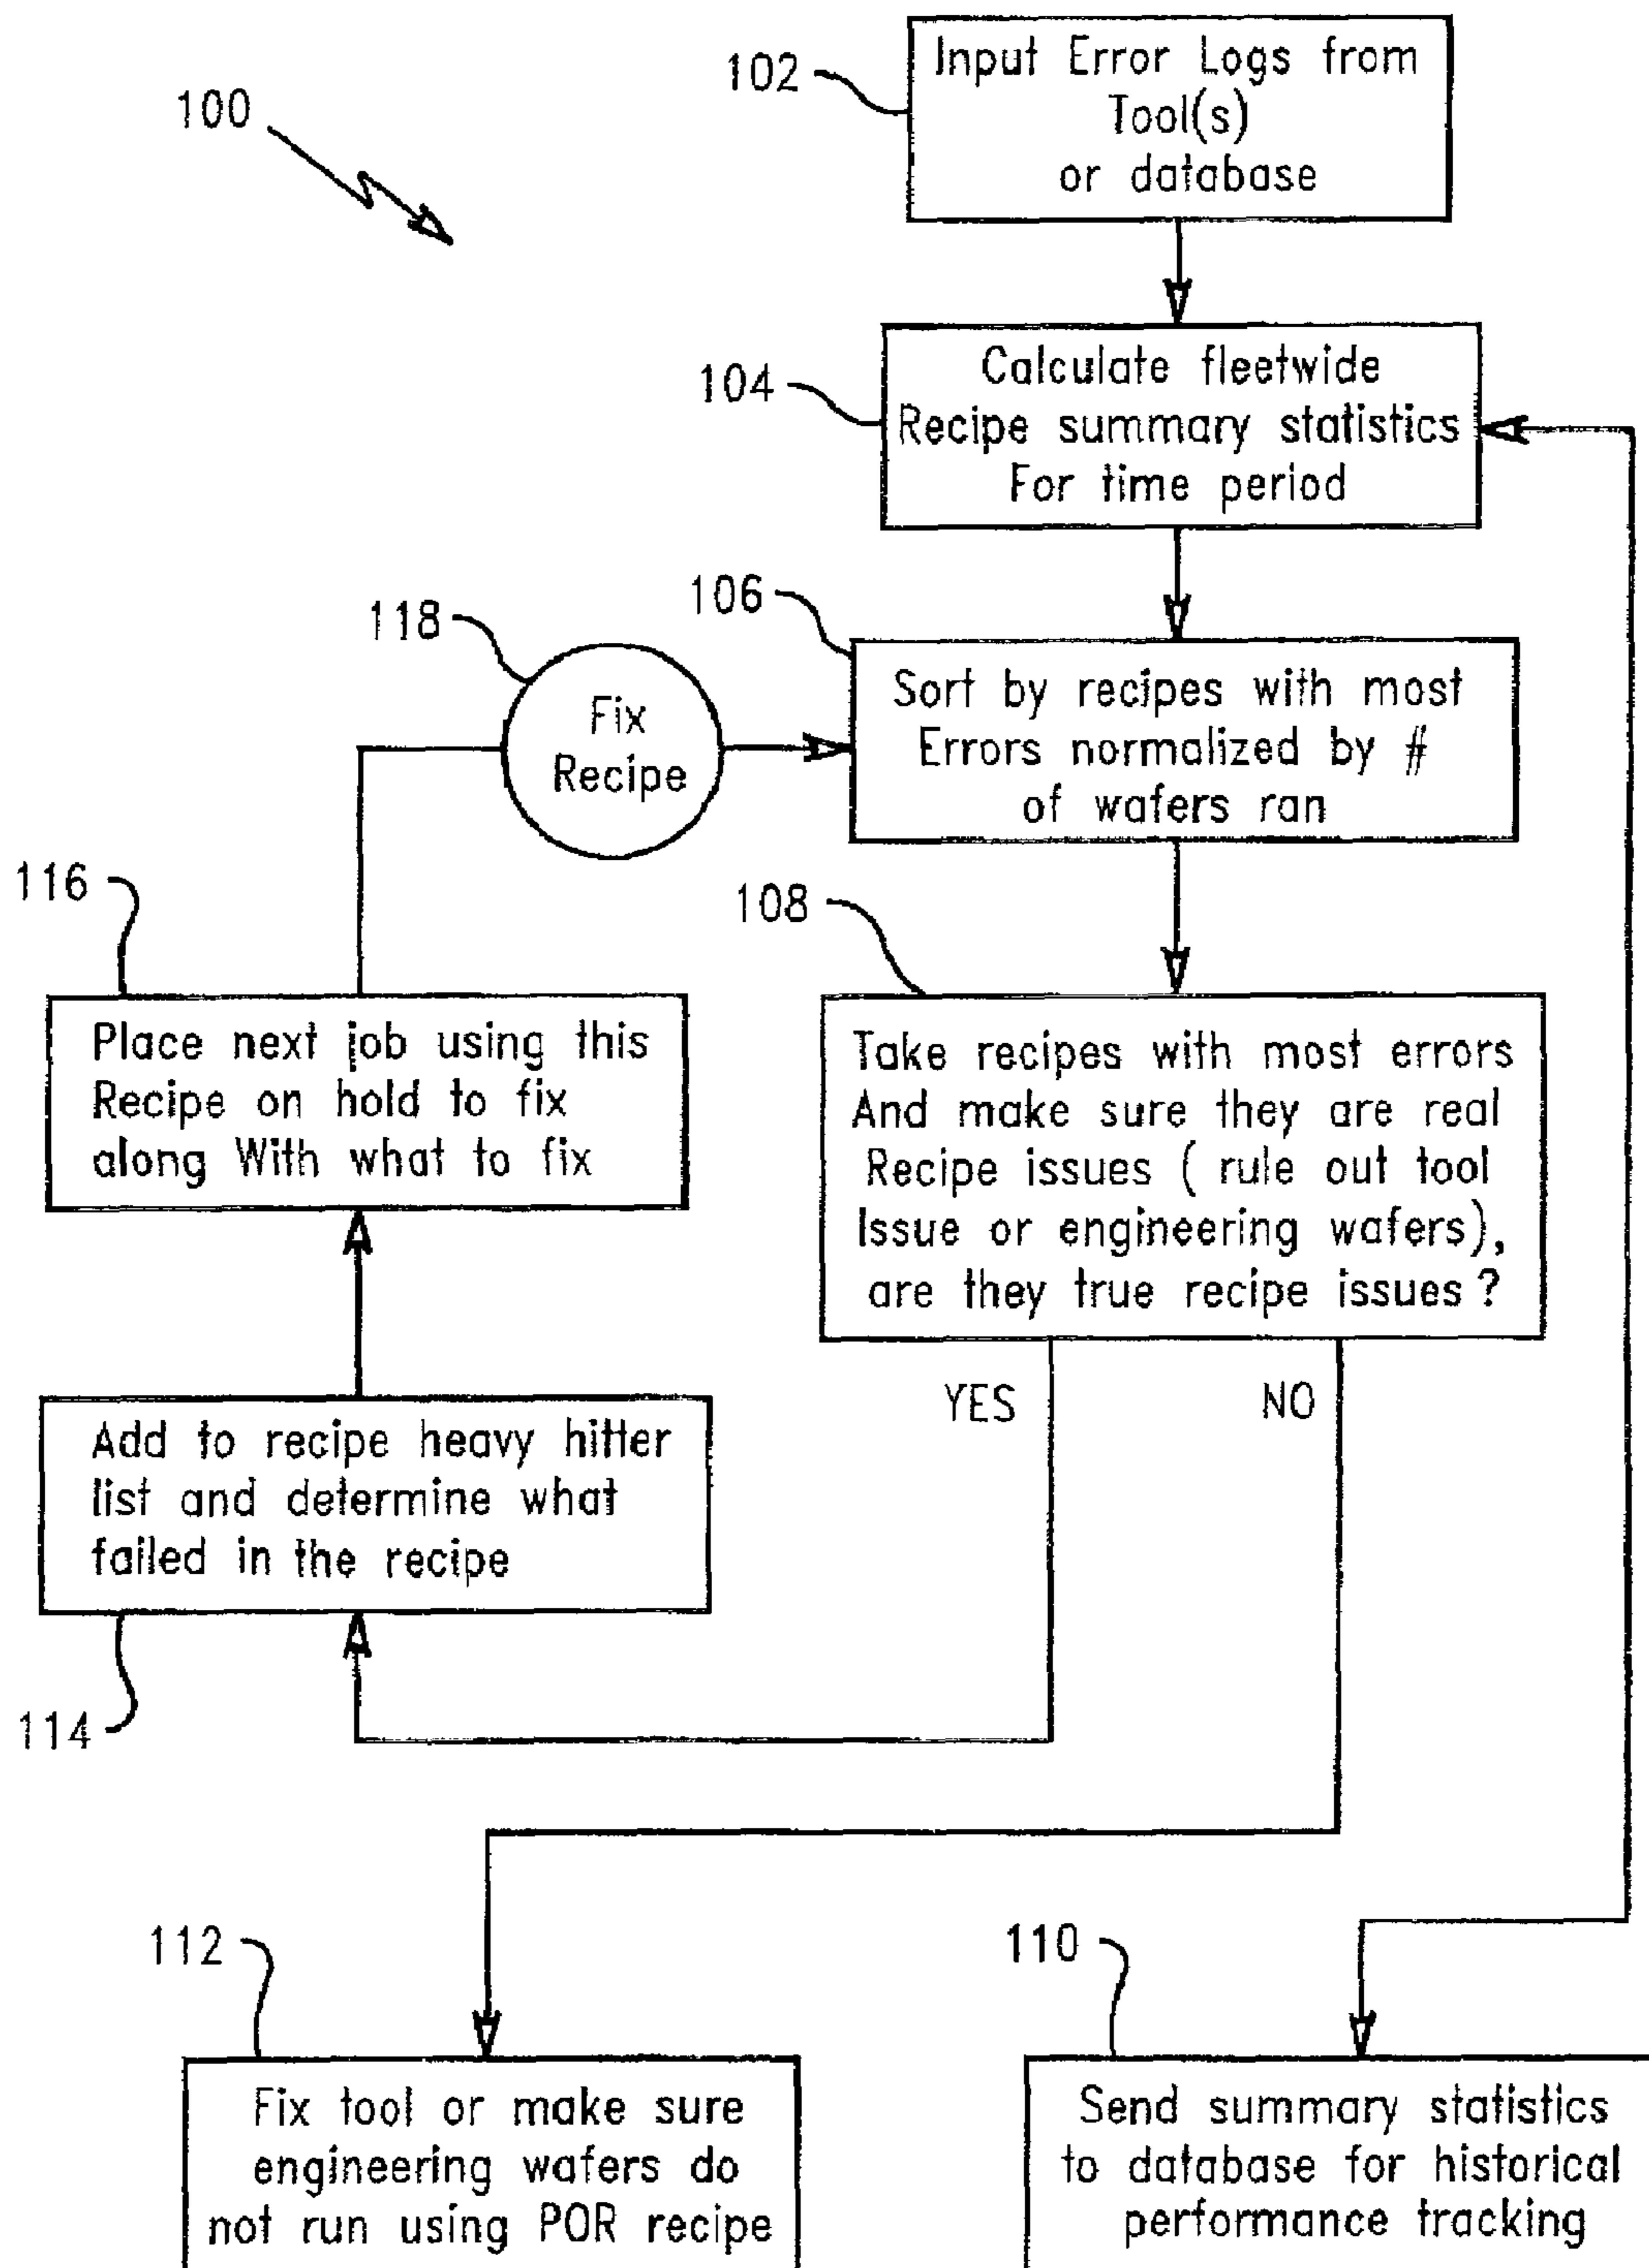 100
102
Input Error Logs from
Tool(s)
or database
104
Calculate fleetwide
Recipe summary statistics
For time period
106
Sort by recipes with most
Errors normalized by #
of wafers ran
118
Fix
Recipe
108
Take recipes with most errors
And make sure they are real
Recipe issues ( rule out tool
Issue or engineering wafers),
are they true recipe issues ?
YES
NO
116
Place next job using this
Recipe on hold to fix
along With what to fix
Add to recipe heavy hitter
list and determine what
failed in the recipe
114
112
Fix tool or make sure
engineering wafers do
not run using POR recipe
110
Send summary statistics
to database for historical
performance tracking